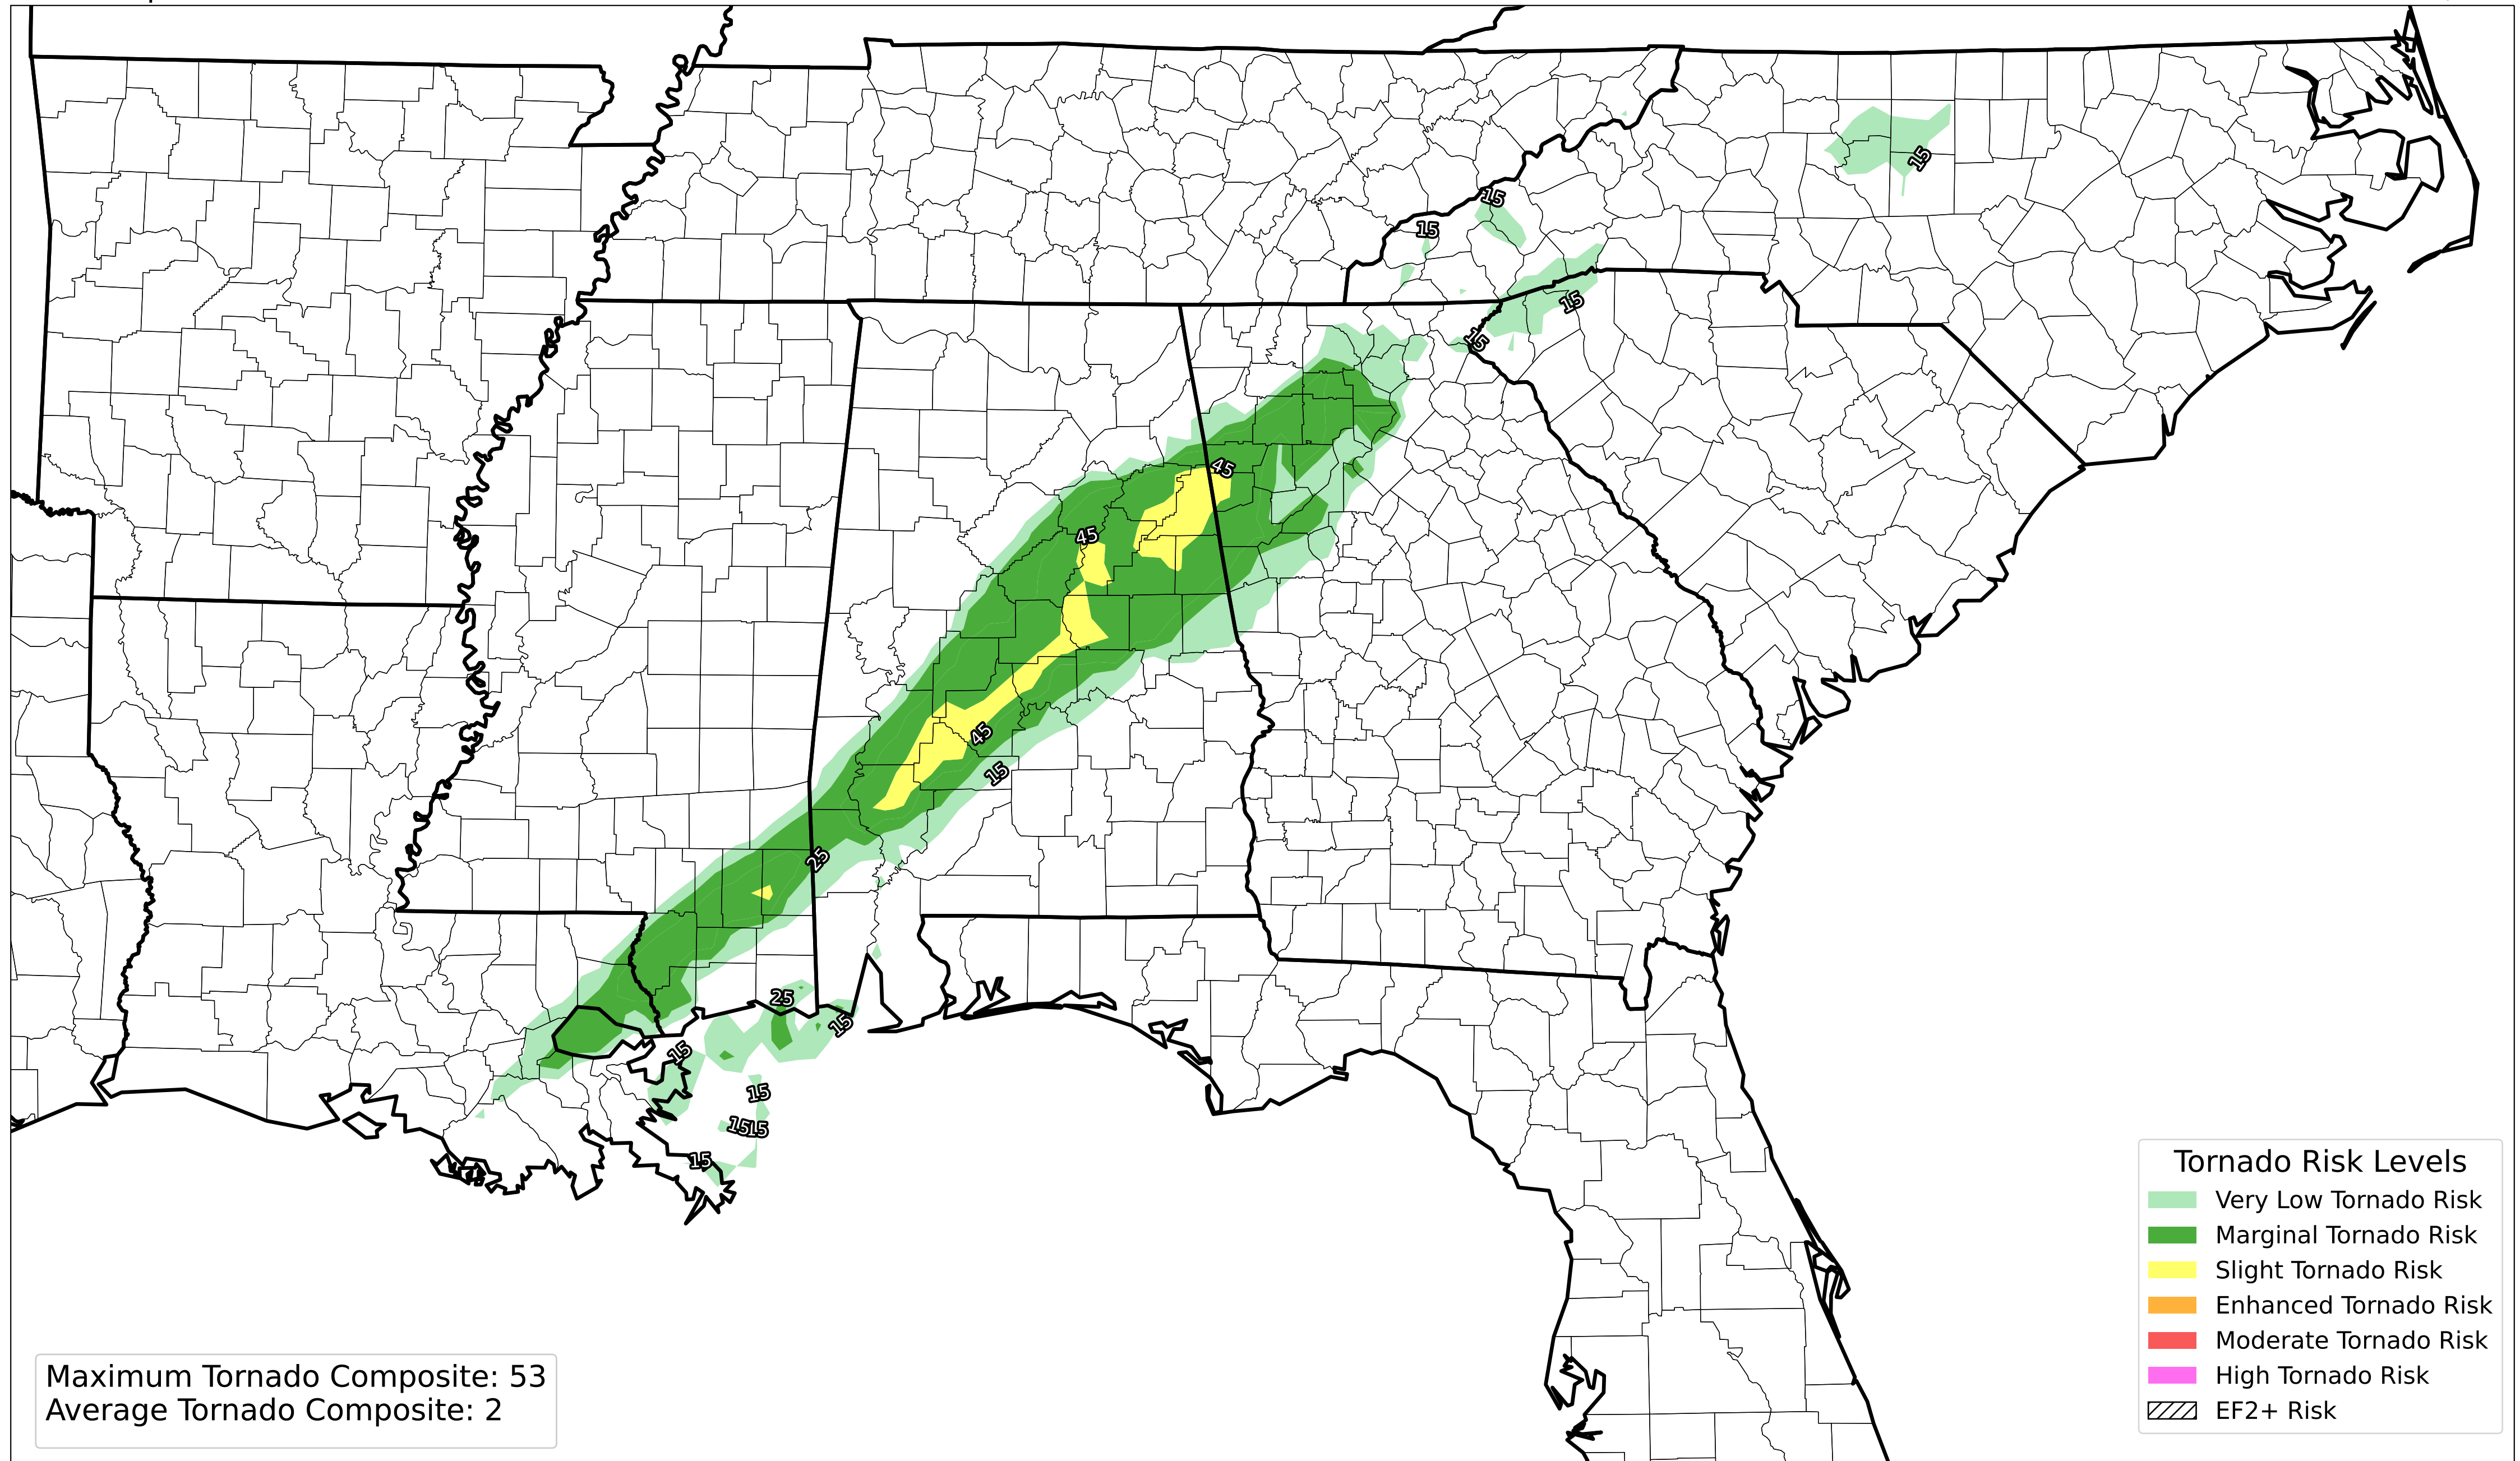 15
15
15
15
15
45
45
45
15
25
25
15
15
15
1515
15
Tornado Risk Levels
Very Low Tornado Risk
Marginal Tornado Risk
Slight Tornado Risk
Enhanced Tornado Risk
Moderate Tornado Risk
High Tornado Risk
EF2+ Risk
Maximum Tornado Composite: 53
Average Tornado Composite: 2